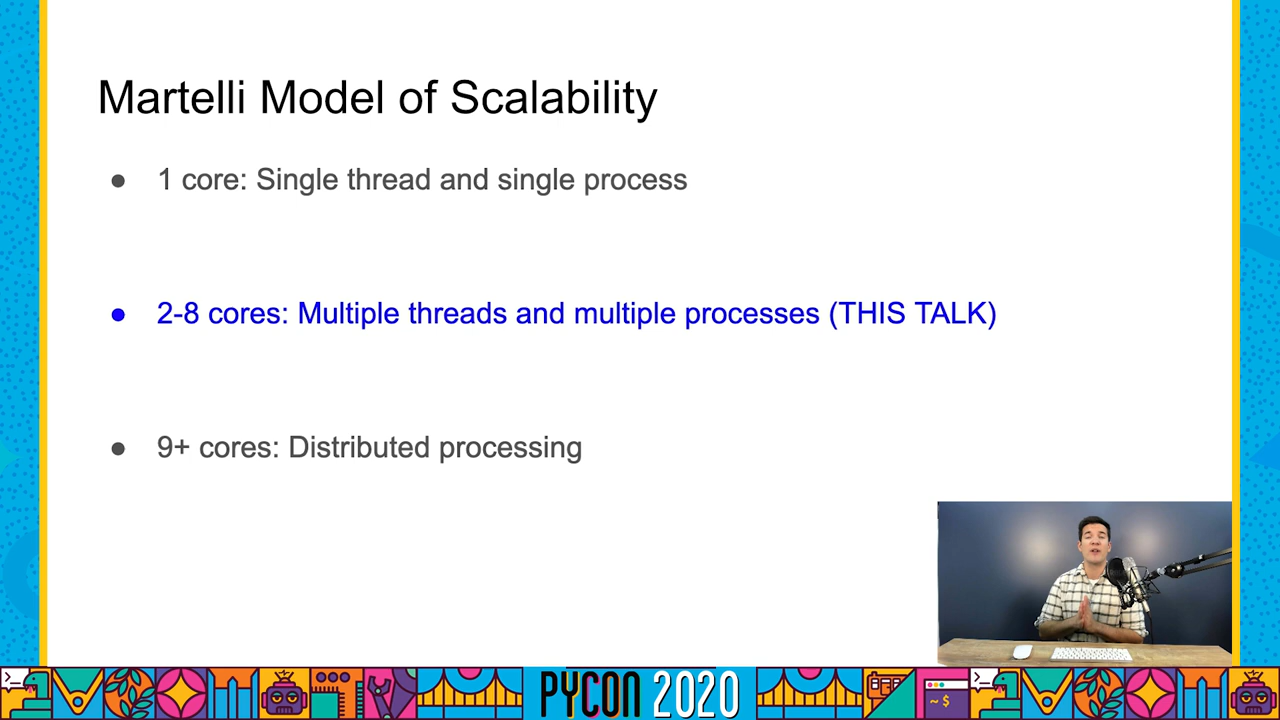 Martelli Model of Scalability
● 1 core: Single thread and single process
● 2-8 cores: Multiple threads and multiple processes (THIS TALK)
● 9+ cores: Distributed processing
PYCON 2020
~ $